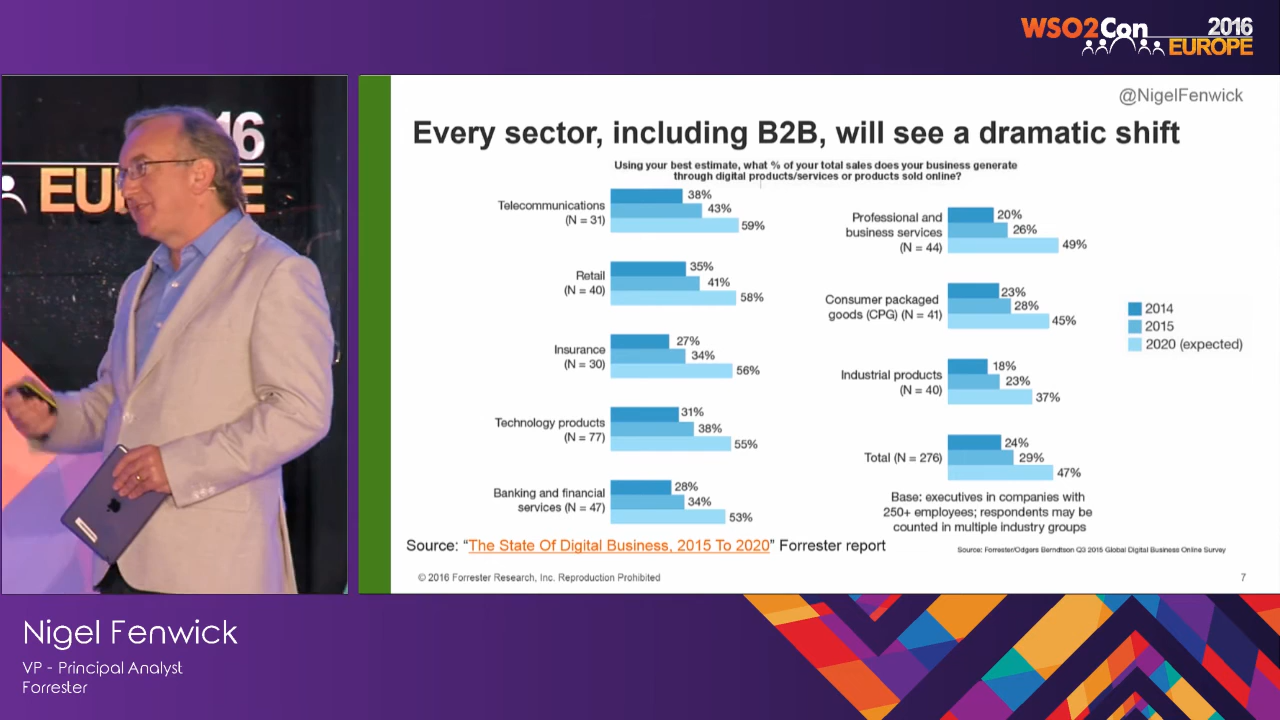 WSO2Con 2016
EUROPE
16
EU E
@NigelFenwick
Every sector, including B2B, will see a dramatic shift
Using your best estimate, what % of your total sales does your business generate
through digital products/services or products sold online?
Telecommunications
(N = 31)
38%
43%
59%
Retail
(N = 40)
35%
41%
58%
Insurance
(N = 30)
27%
34%
56%
Technology products
(N = 77)
31%
38%
55%
Banking and financial
services (N = 47)
28%
34%
53%
Professional and
business services
(N = 44)
20%
26%
49%
Consumer packaged
goods (CPG) (N = 41)
23%
28%
45%
Industrial products
(N = 40)
18%
23%
37%
Total (N = 276)
24%
29%
47%
2014
2015
2020 (expected)
Base: executives in companies with
250+ employees; respondents may be
counted in multiple industry groups
Source: “The State Of Digital Business, 2015 To 2020” Forrester report
Source: Forrester/Odgers Berndtson Q3 2015 Global Digital Business Online Survey
© 2016 Forrester Research, Inc. Reproduction Prohibited
7
Nigel Fenwick
VP - Principal Analyst
Forrester